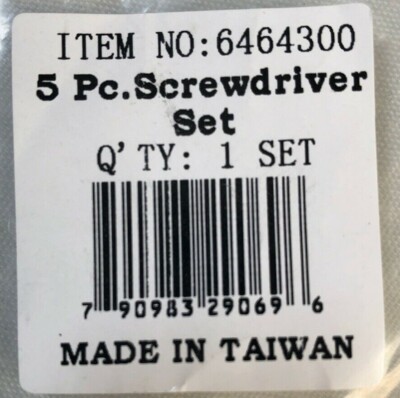 ITEM NO:6464300
5 Pc.Screwdriver
Set
Q'TY: 1 SET
7 90983 29069 6
MADE IN TAIWAN